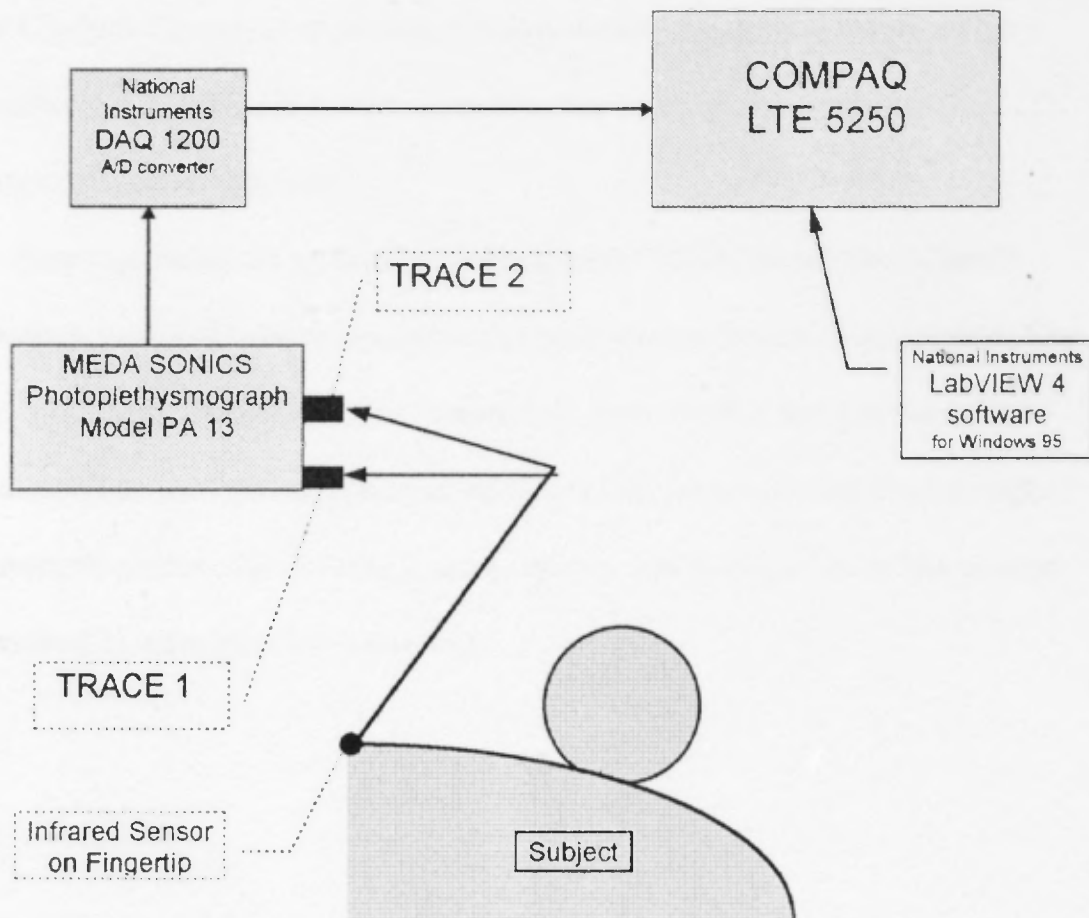 National
Instruments
DAQ 1200
A/D converter
COMPAQ
LTE 5250
TRACE 2
MEDA SONICS
Photoplethysmograph
Model PA 13
National Instruments
LabVIEW 4
software
for Windows 95
TRACE 1
Infrared Sensor
on Fingertip
Subject